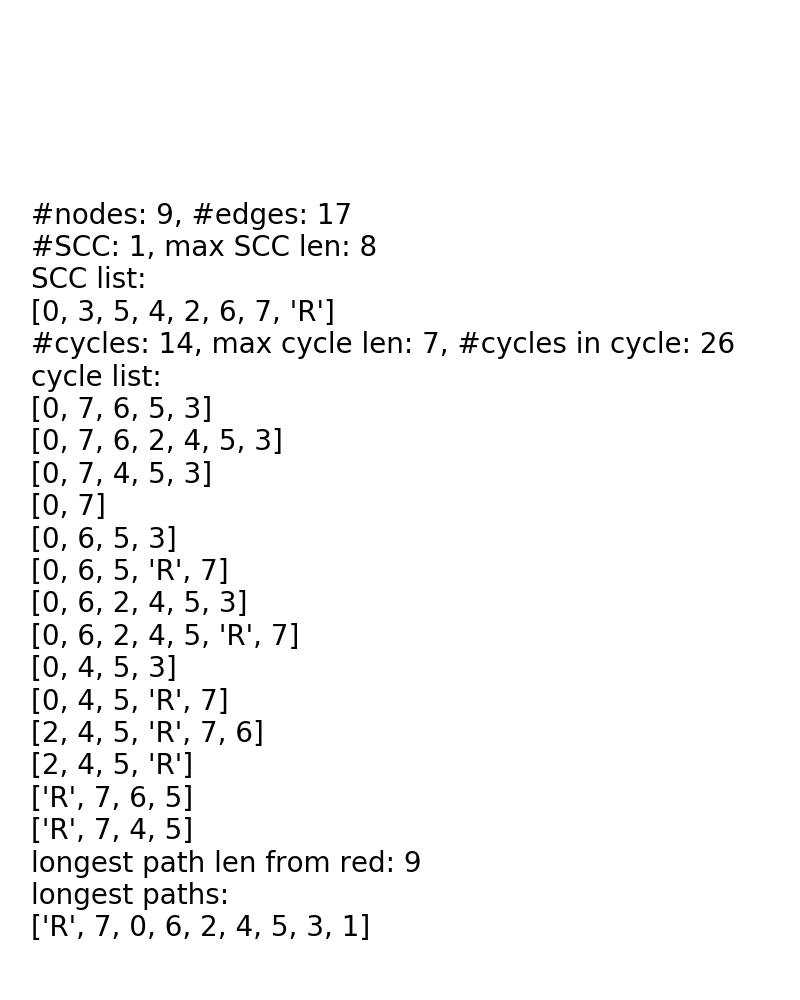 #nodes: 9, #edges: 17
#SCC: 1, max SCC len: 8
SCC list:
[0, 3, 5, 4, 2, 6, 7, 'R']
#cycles: 14, max cycle len: 7, #cycles in cycle: 26
cycle list:
[0, 7, 6, 5, 3]
[0, 7, 6, 2, 4, 5, 3]
[0, 7, 4, 5, 3]
[0, 7]
[0, 6, 5, 3]
[0, 6, 5, 'R', 7]
[0, 6, 2, 4, 5, 3]
[0, 6, 2, 4, 5, 'R', 7]
[0, 4, 5, 3]
[0, 4, 5, 'R', 7]
[2, 4, 5, 'R', 7, 6]
[2, 4, 5, 'R']
['R', 7, 6, 5]
['R', 7, 4, 5]
longest path len from red: 9
longest paths:
['R', 7, 0, 6, 2, 4, 5, 3, 1]